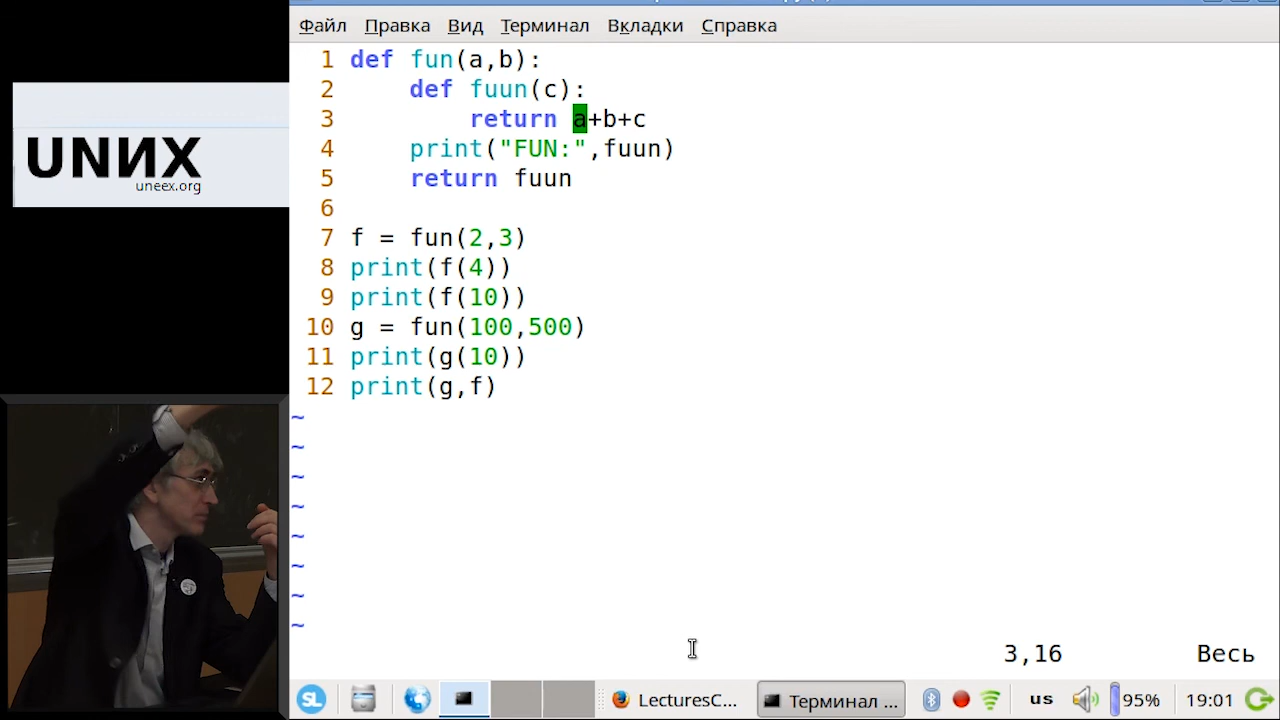 Файл Правка Вид Терминал Вкладки Справка
1 def fun(a,b):
2     def fuun(c):
3         return a+b+c
4     print("FUN:",fuun)
5     return fuun
6
7 f = fun(2,3)
8 print(f(4))
9 print(f(10))
10 g = fun(100,500)
11 print(g(10))
12 print(g,f)
~
~
~
~
~
~
~
~
3,16 Весь
UNИX
uneex.org
SL LecturesC... Терминал ... us 95% 19:01